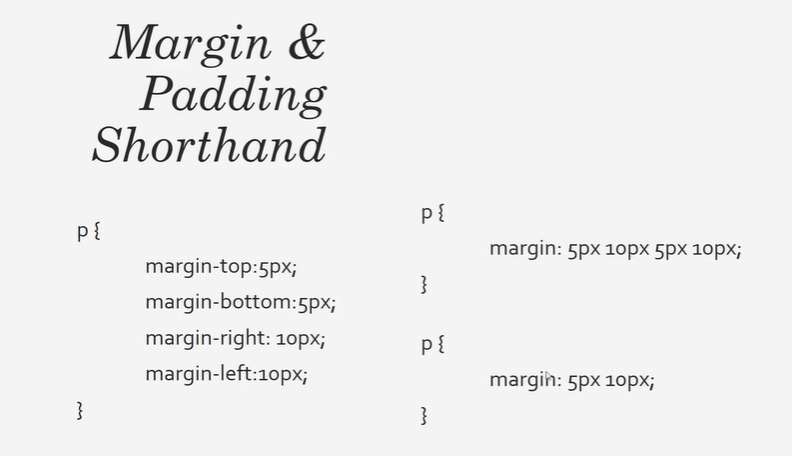 Margin &
Padding
Shorthand
p {
margin-top:5px;
margin-bottom:5px;
margin-right: 10px;
margin-left:10px;
}
p {
margin: 5px 10px 5px 10px;
}
p {
margin: 5px 10px;
}